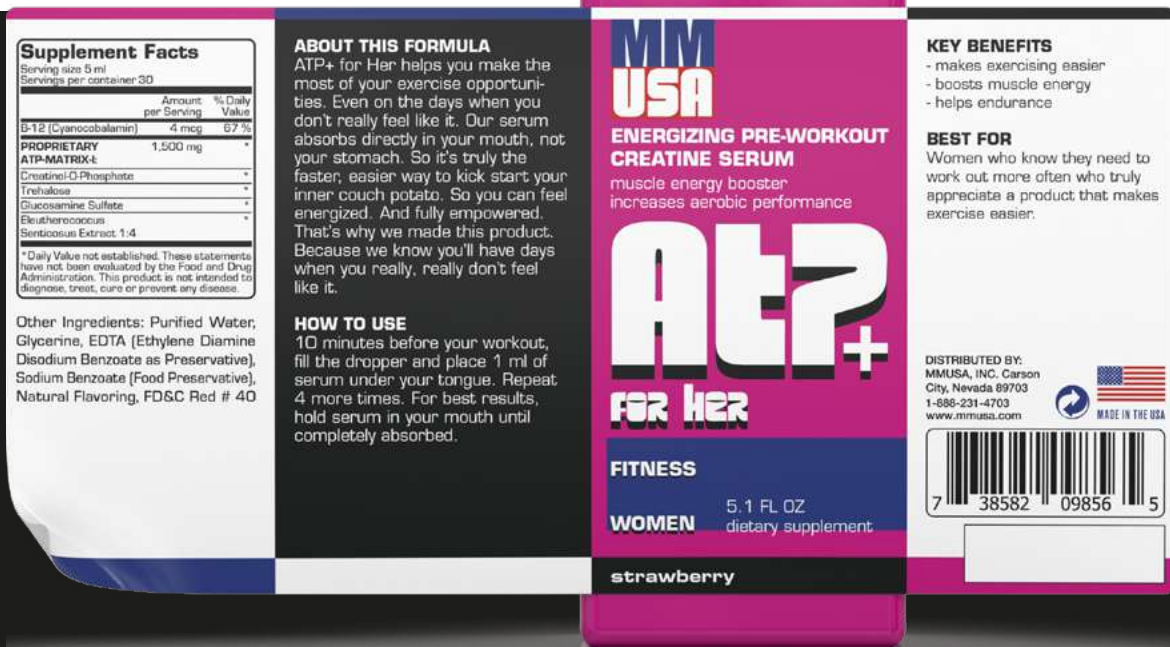 Supplement Facts
Serving size 5 ml
Servings per container 30
Amount per Serving % Daily Value
B-12 (Cyanocobalamin) 4 mcg 67 %
PROPRIETARY 1,500 mg *
ATP-MATRIX-L
Creatinol-O-Phosphate *
Trehalose *
Glucosamine Sulfate *
Eleutherococcus *
Senticosus Extract 1:4
*Daily Value not established. These statements
have not been evaluated by the Food and Drug
Administration. This product is not intended to
diagnose, treat, cure or prevent any disease.
Other Ingredients: Purified Water,
Glycerine, EDTA (Ethylene Diamine
Disodium Benzoate as Preservative),
Sodium Benzoate (Food Preservative),
Natural Flavoring, FD&C Red # 40
ABOUT THIS FORMULA
ATP+ for Her helps you make the
most of your exercise opportuni-
ties. Even on the days when you
don't really feel like it. Our serum
absorbs directly in your mouth, not
your stomach. So it's truly the
faster, easier way to kick start your
inner couch potato. So you can feel
energized. And fully empowered.
That's why we made this product.
Because we know you'll have days
when you really, really don't feel
like it.
HOW TO USE
10 minutes before your workout,
fill the dropper and place 1 ml of
serum under your tongue. Repeat
4 more times. For best results,
hold serum in your mouth until
completely absorbed.
MM
USA
ENERGIZING PRE-WORKOUT
CREATINE SERUM
muscle energy booster
increases aerobic performance
AtP+
FOR HER
FITNESS
WOMEN
5.1 FL OZ
dietary supplement
strawberry
KEY BENEFITS
- makes exercising easier
- boosts muscle energy
- helps endurance
BEST FOR
Women who know they need to
work out more often who truly
appreciate a product that makes
exercise easier.
DISTRIBUTED BY:
MMUSA, INC. Carson
City, Nevada 89703
1-888-231-4703
www.mmusa.com
MADE IN THE USA
7 38582 09856 5